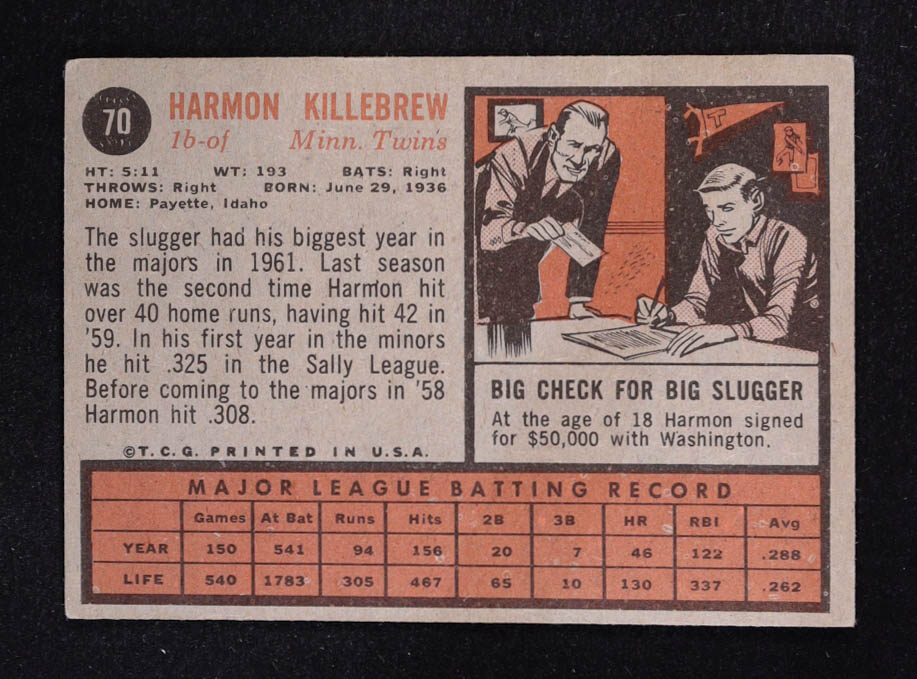 70
HARMON KILLEBREW
1b-of Minn. Twins
HT: 5:11 WT: 193 BATS: Right
THROWS: Right BORN: June 29, 1936
HOME: Payette, Idaho
The slugger had his biggest year in
the majors in 1961. Last season
was the second time Harmon hit
over 40 home runs, having hit 42 in
'59. In his first year in the minors
he hit .325 in the Sally League.
Before coming to the majors in '58
Harmon hit .308.
©T. C. G. PRINTED IN U. S. A.
T
BIG CHECK FOR BIG SLUGGER
At the age of 18 Harmon signed
for $50,000 with Washington.
MAJOR LEAGUE BATTING RECORD
Games At Bat Runs Hits 2B 3B HR RBI Avg
YEAR 150 541 94 156 20 7 46 122 .288
LIFE 540 1783 305 467 65 10 130 337 .262